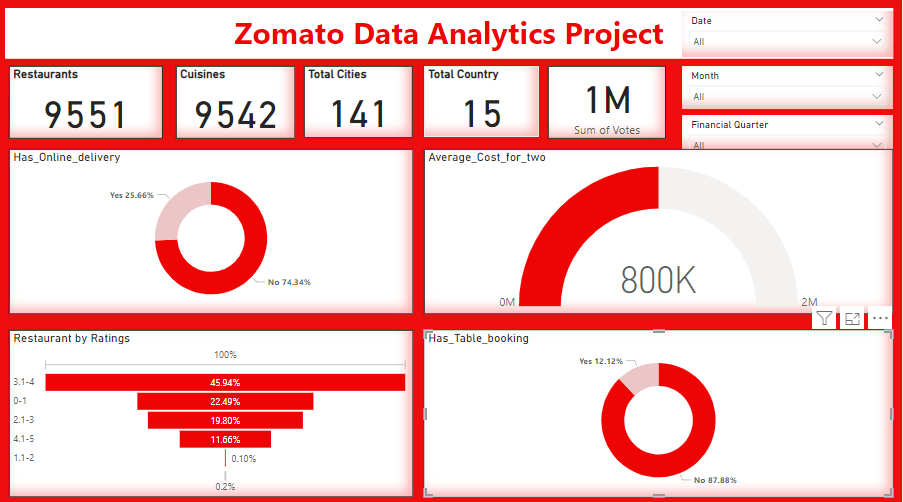 Zomato Data Analytics Project
Date
All
Restaurants
9551
Cuisines
9542
Total Cities
141
Total Country
15
1M
Sum of Votes
Month
All
Financial Quarter
All
Has_Online_delivery
Yes 25.66%
No 74.34%
Average_Cost_for_two
800K
0M
2M
Restaurant by Ratings
100%
3.1-4
45.94%
0-1
22.49%
2.1-3
19.80%
4.1-5
11.66%
1.1-2
0.10%
0.2%
Has_Table_booking
Yes 12.12%
No 87.88%